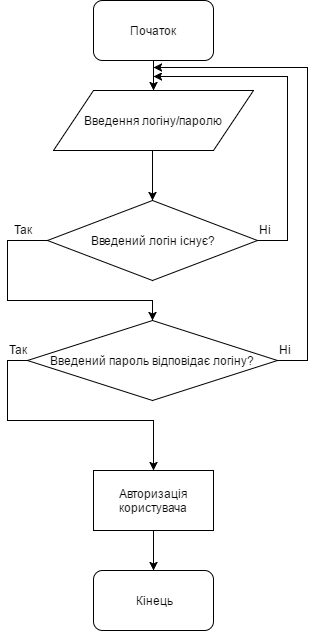 Початок
Введення логіну/паролю
Введений логін існує?
Так
Ні
Введений пароль відповідає логіну?
Так
Ні
Авторизація
користувача
Кінець